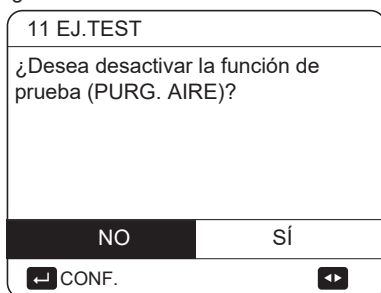 11 EJ.TEST
¿Desea desactivar la función de
prueba (PURG. AIRE)?
NO SÍ
CONF.